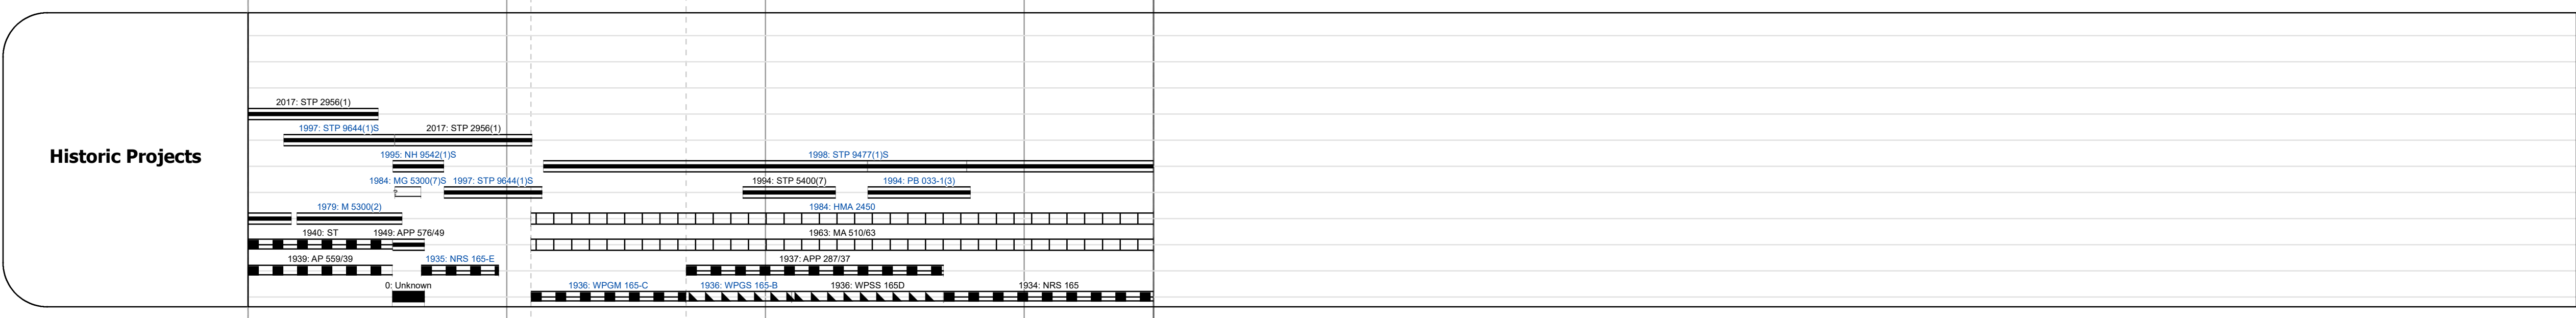 Historic Projects
2017: STP 2956(1)
1997: STP 9644(1)S 2017: STP 2956(1)
1995: NH 9542(1)S 1998: STP 9477(1)S
1984: MG 5300(7)S 1997: STP 9644(1)S 1994: STP 5400(7) 1994: PB 033-1(3)
?
1979: M 5300(2) 1984: HMA 2450
1940: ST 1949: APP 576/49 1963: MA 510/63
1939: AP 559/39 1935: NRS 165-E 1937: APP 287/37
0: Unknown 1936: WPGM 165-C 1936: WPGS 165-B 1936: WPSS 165D 1934: NRS 165